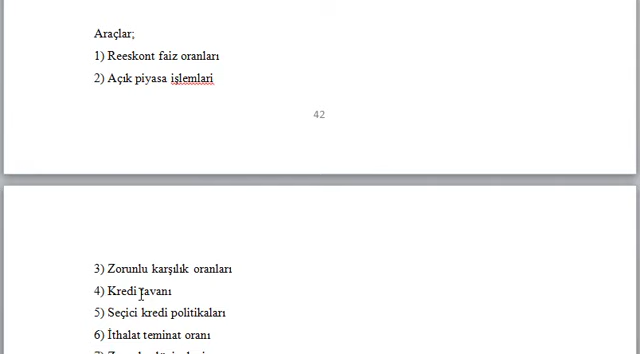 Araçlar;
1) Reeskont faiz oranları
2) Açık piyasa işlemlari
42
3) Zorunlu karşılık oranları
4) Kredi tavanı
5) Seçici kredi politikaları
6) İthalat teminat oranı